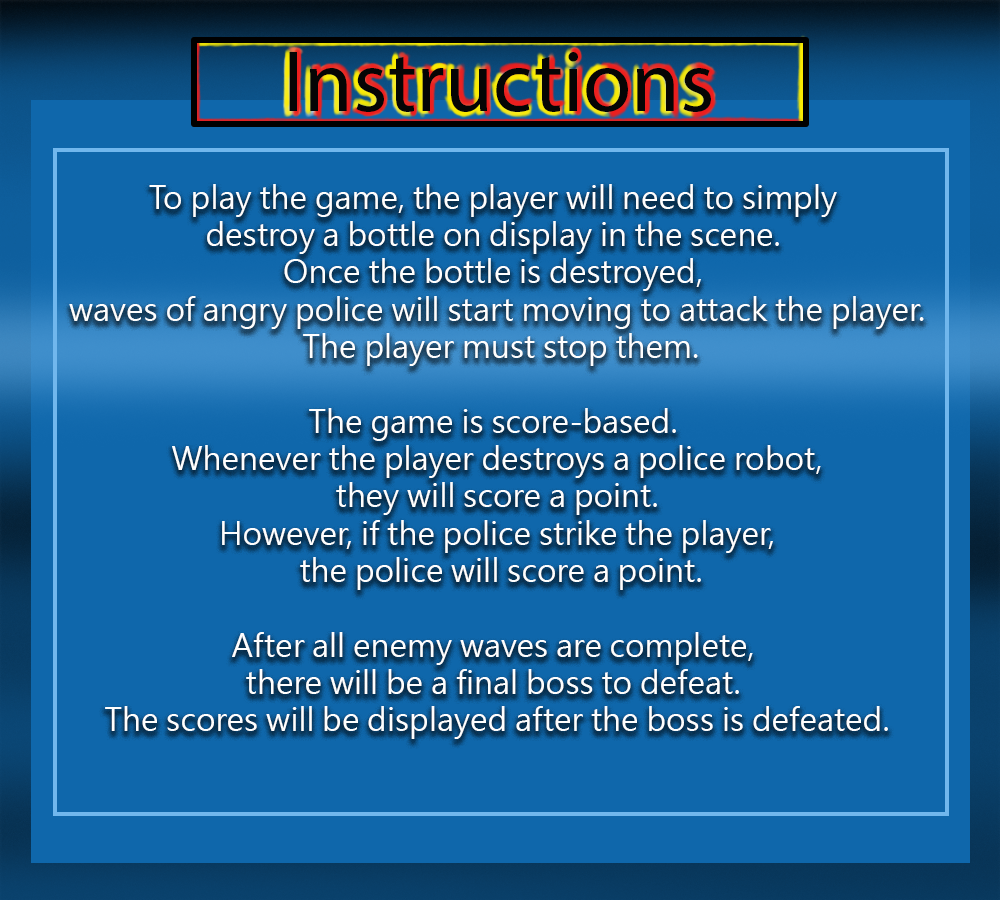 Instructions
To play the game, the player will need to simply
destroy a bottle on display in the scene.
Once the bottle is destroyed,
waves of angry police will start moving to attack the player.
The player must stop them.
The game is score-based.
Whenever the player destroys a police robot,
they will score a point.
However, if the police strike the player,
the police will score a point.
After all enemy waves are complete,
there will be a final boss to defeat.
The scores will be displayed after the boss is defeated.